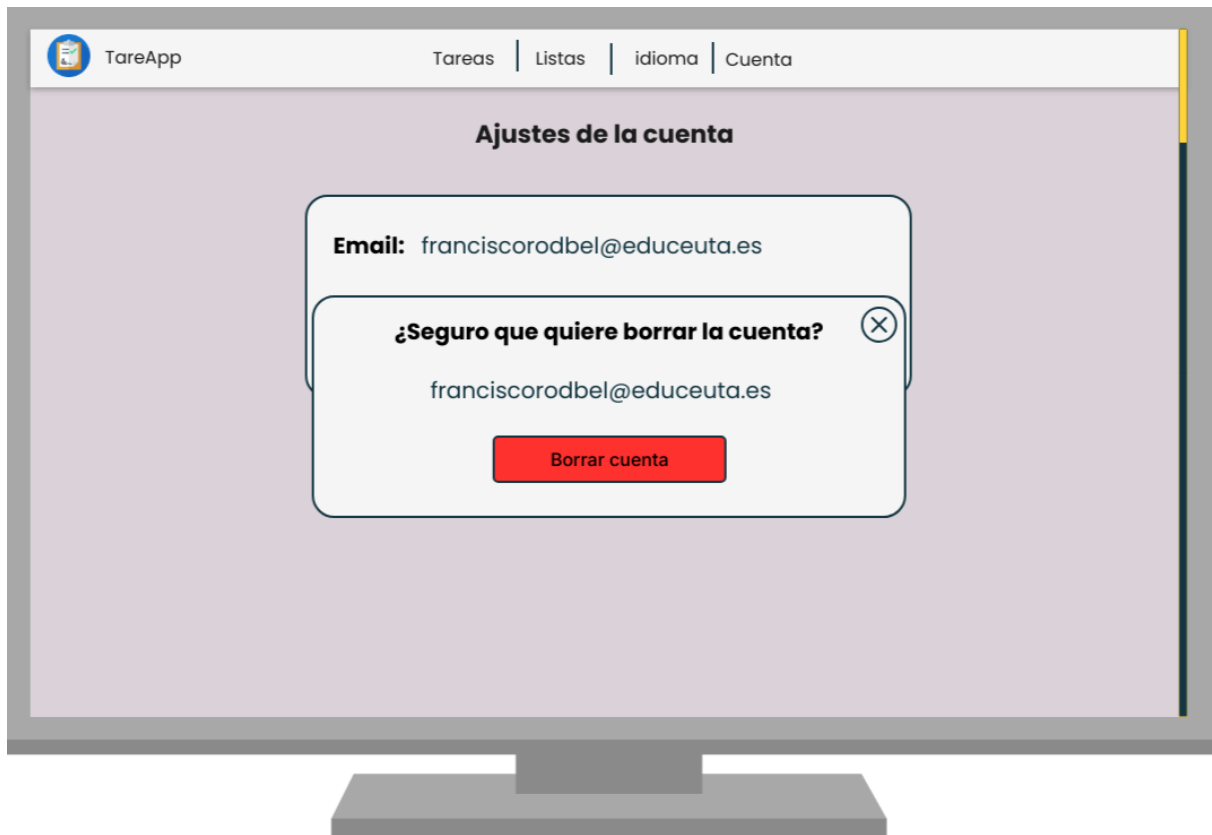 TareApp
Tareas Listas idioma Cuenta
Ajustes de la cuenta
Email: franciscorodbel@educeuta.es
¿Seguro que quiere borrar la cuenta?
franciscorodbel@educeuta.es
Borrar cuenta